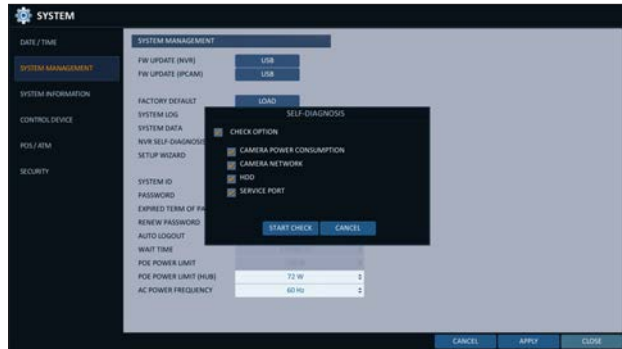 SYSTEM
DATE / TIME
SYSTEM MANAGEMENT
SYSTEM INFORMATION
CONTROL DEVICE
POS / ATM
SECURITY
SYSTEM MANAGEMENT
FW UPDATE (NVR) USB
FW UPDATE (IPCAM) USB
FACTORY DEFAULT LOAD
SYSTEM LOG
SYSTEM DATA
NVR SELF-DIAGNOSIS
SETUP WIZARD
SYSTEM ID
PASSWORD
EXPIRED TERM OF PA
RENEW PASSWORD
AUTO LOGOUT
WAIT TIME
POE POWER LIMIT
POE POWER LIMIT (HUB) 72 W
AC POWER FREQUENCY 60 Hz
SELF-DIAGNOSIS
CHECK OPTION
CAMERA POWER CONSUMPTION
CAMERA NETWORK
HDD
SERVICE PORT
START CHECK CANCEL
CANCEL APPLY CLOSE